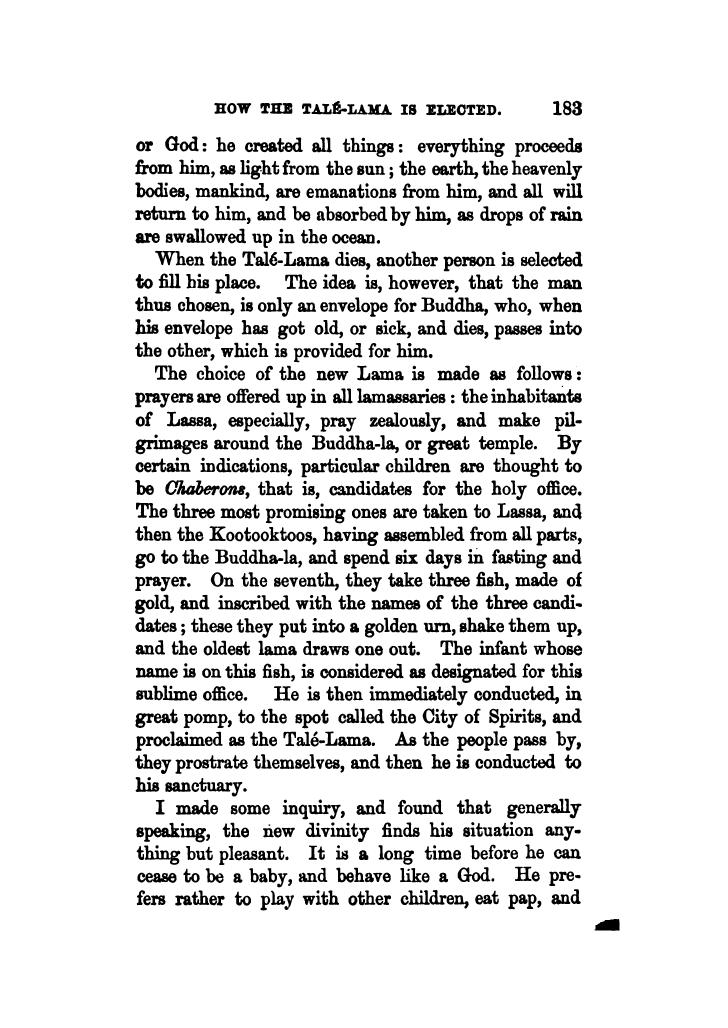 HOW THE TALÉ-LAMA IS ELECTED. 183
or God: he created all things: everything proceeds
from him, as light from the sun; the earth, the heavenly
bodies, mankind, are emanations from him, and all will
return to him, and be absorbed by him, as drops of rain
are swallowed up in the ocean.
When the Talé-Lama dies, another person is selected
to fill his place. The idea is, however, that the man
thus chosen, is only an envelope for Buddha, who, when
his envelope has got old, or sick, and dies, passes into
the other, which is provided for him.
The choice of the new Lama is made as follows:
prayers are offered up in all lamassaries: the inhabitants
of Lassa, especially, pray zealously, and make pil-
grimages around the Buddha-la, or great temple. By
certain indications, particular children are thought to
be Chaberons, that is, candidates for the holy office.
The three most promising ones are taken to Lassa, and
then the Kootooktoos, having assembled from all parts,
go to the Buddha-la, and spend six days in fasting and
prayer. On the seventh, they take three fish, made of
gold, and inscribed with the names of the three candi-
dates; these they put into a golden urn, shake them up,
and the oldest lama draws one out. The infant whose
name is on this fish, is considered as designated for this
sublime office. He is then immediately conducted, in
great pomp, to the spot called the City of Spirits, and
proclaimed as the Talé-Lama. As the people pass by,
they prostrate themselves, and then he is conducted to
his sanctuary.
I made some inquiry, and found that generally
speaking, the new divinity finds his situation any-
thing but pleasant. It is a long time before he can
cease to be a baby, and behave like a God. He pre-
fers rather to play with other children, eat pap, and